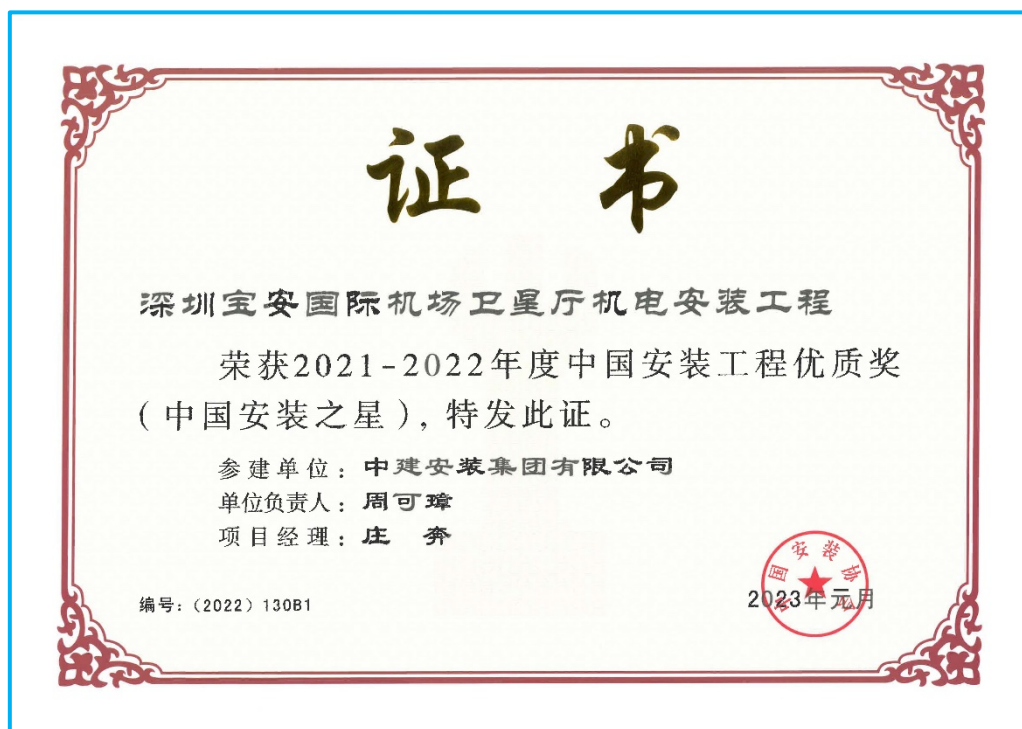 证 书
深圳宝安国际机场卫星厅机电安装工程
荣获2021-2022年度中国安装工程优质奖
(中国安装之星),特发此证。
参建单位：中建安装集团有限公司
单位负责人：周可璋
项目经理：庄 奔
中国安装协会
编号：（2022）130B1
2023年元月